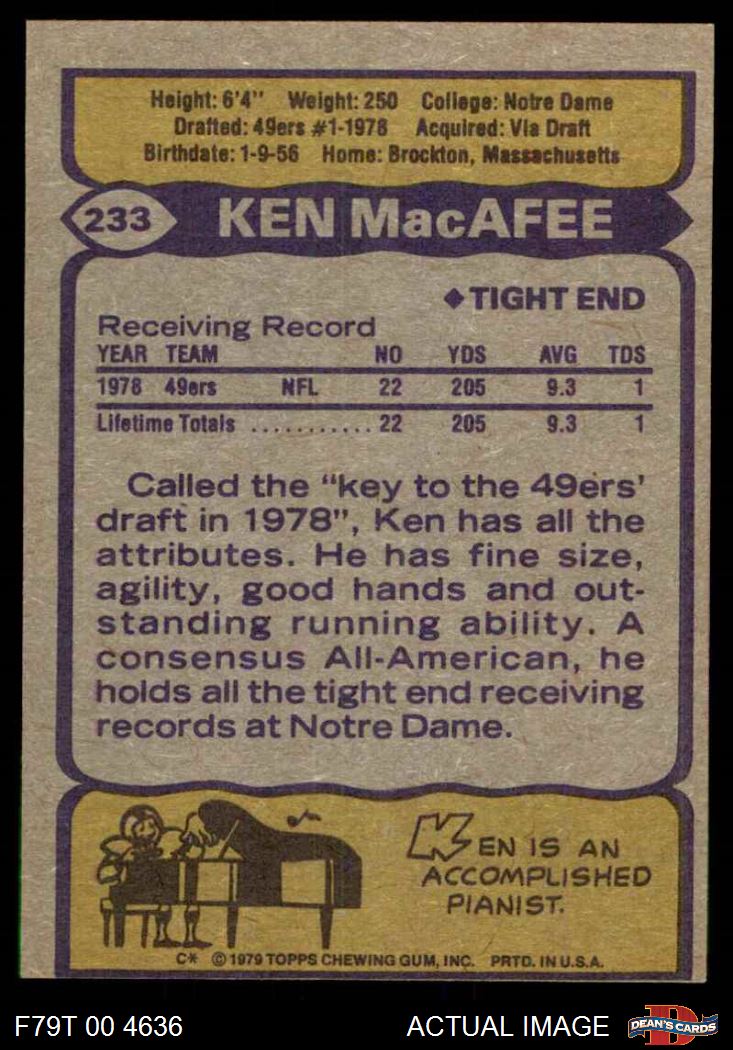 Height: 6'4" Weight: 250 College: Notre Dame
Drafted: 49ers #1-1978 Acquired: Via Draft
Birthdate: 1-9-56 Home: Brockton, Massachusetts
233 KEN MacAFEE
◆TIGHT END
Receiving Record
YEAR TEAM NO YDS AVG TDS
1978 49ers NFL 22 205 9.3 1
Lifetime Totals ........... 22 205 9.3 1
Called the "key to the 49ers'
draft in 1978", Ken has all the
attributes. He has fine size,
agility, good hands and out-
standing running ability. A
consensus All-American, he
holds all the tight end receiving
records at Notre Dame.
KEN IS AN
ACCOMPLISHED
PIANIST.
C* © 1979 TOPPS CHEWING GUM, INC. PRTD. IN U.S.A.
F79T 00 4636 ACTUAL IMAGE D DEAN'S CARDS